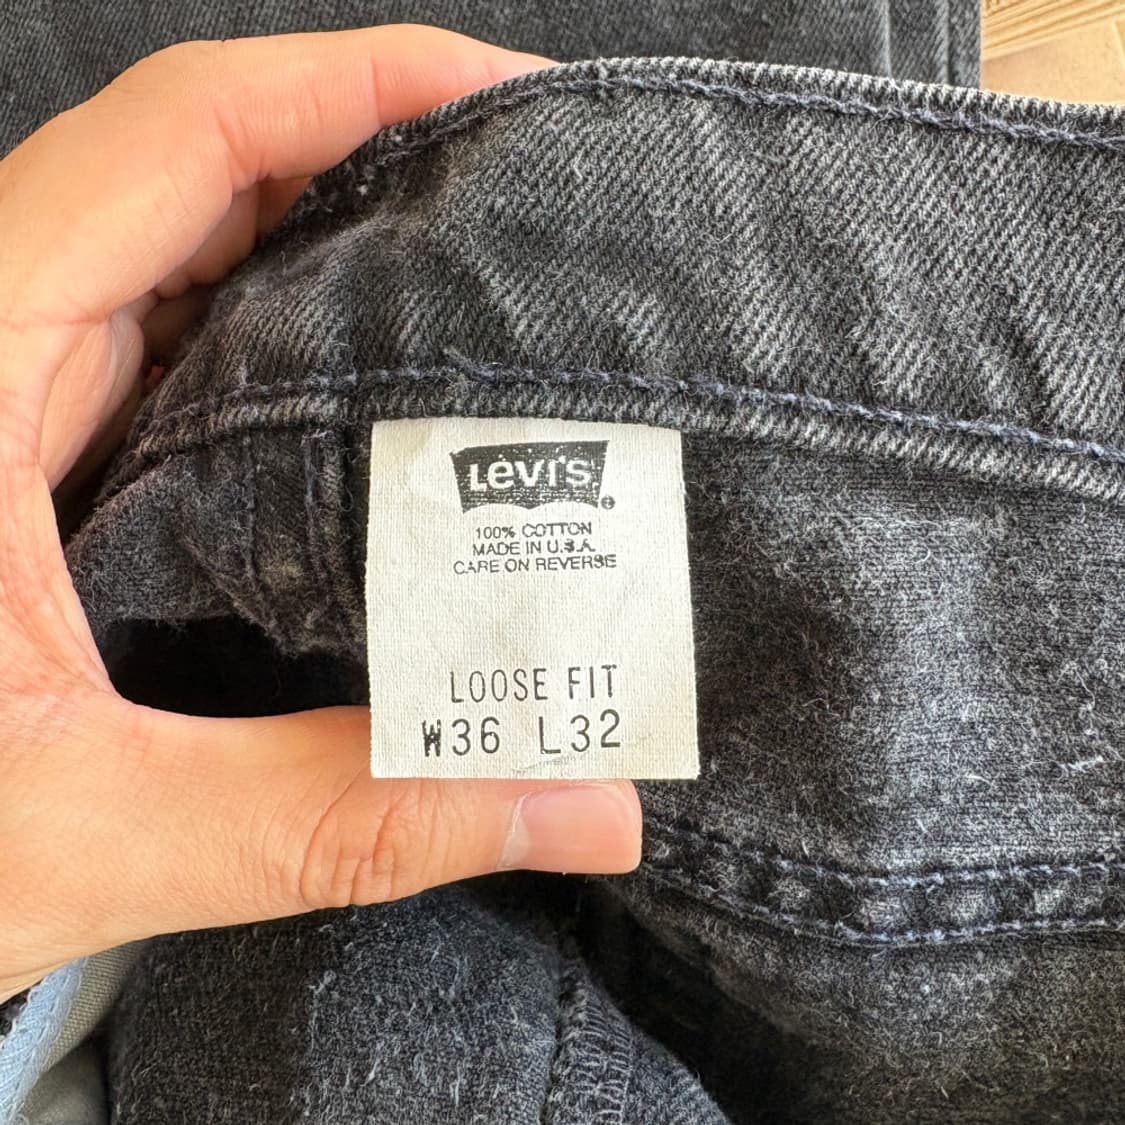 Levi's
100% COTTON
MADE IN U.S.A.
CARE ON REVERSE
LOOSE FIT
W36 L32